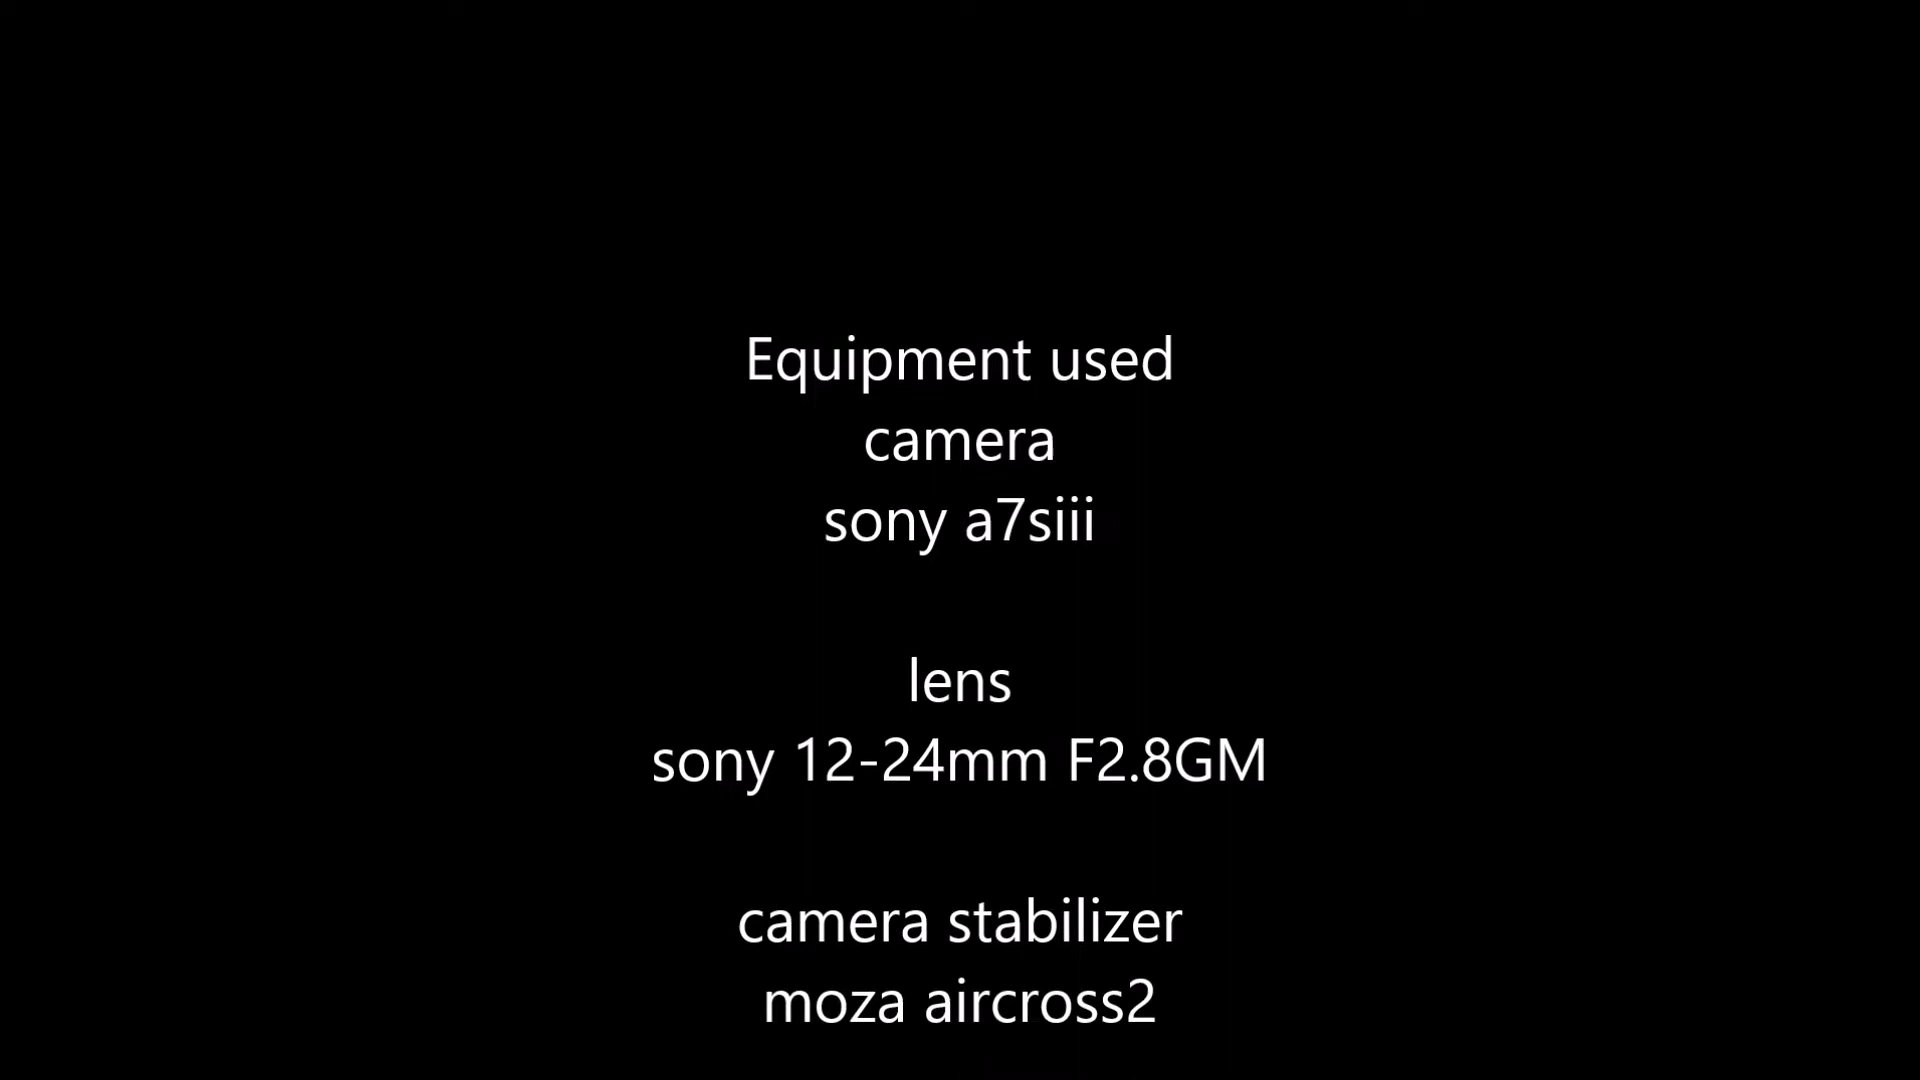 Equipment used
camera
sony a7siii
lens
sony 12-24mm F2.8GM
camera stabilizer
moza aircross2